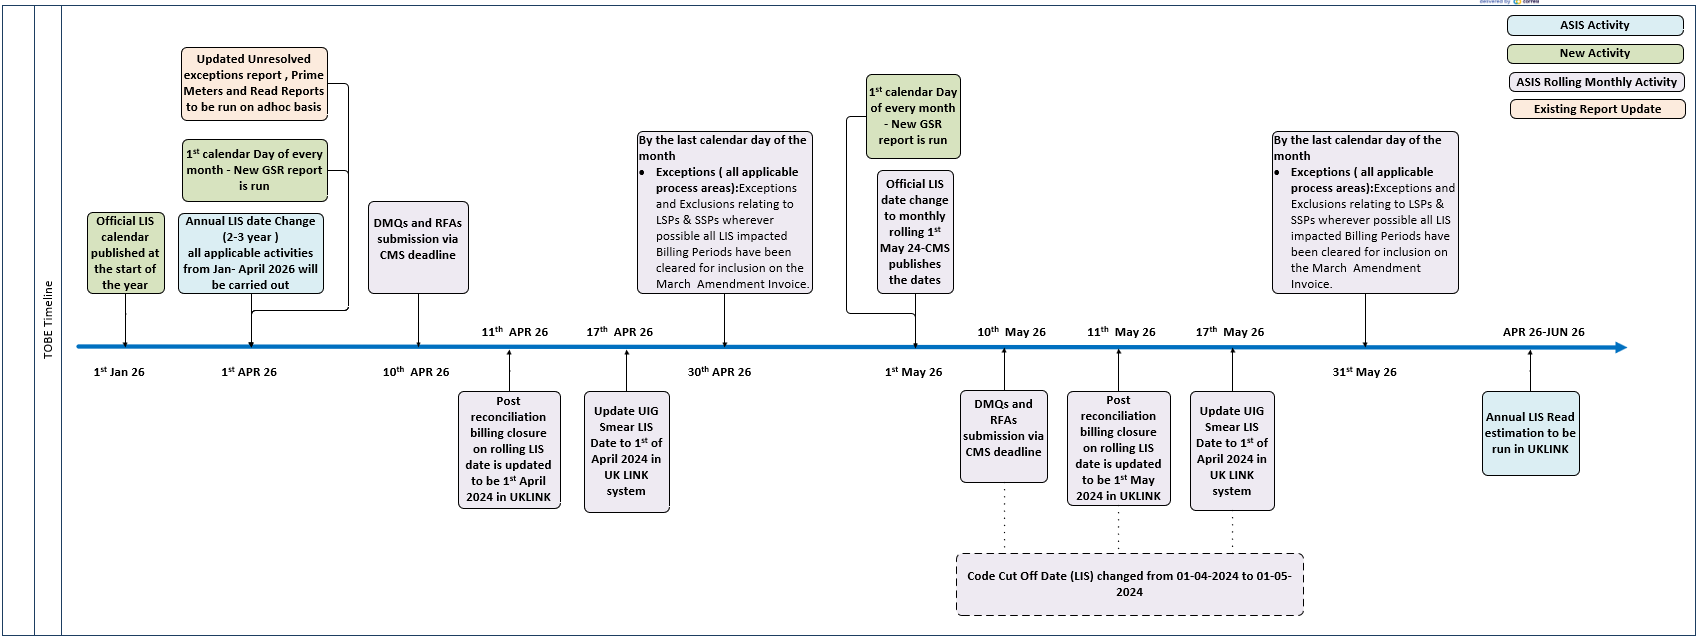 delivered by
ASIS Activity
New Activity
ASIS Rolling Monthly Activity
Existing Report Update
TOBE Timeline
Updated Unresolved
exceptions report , Prime
Meters and Read Reports
to be run on adhoc basis
1st calendar Day of every
month - New GSR report
is run
Official LIS
calendar
published at
the start of
the year
Annual LIS date Change
(2-3 year )
all applicable activities
from Jan- April 2026 will
be carried out
DMQs and RFAs
submission via
CMS deadline
By the last calendar day of the
month
• Exceptions ( all applicable
process areas):Exceptions
and Exclusions relating to
LSPs & SSPs wherever
possible all LIS impacted
Billing Periods have been
cleared for inclusion on the
March Amendment Invoice.
1st calendar Day
of every month
- New GSR
report is run
Official LIS
date change
to monthly
rolling 1st
May 24-CMS
publishes
the dates
By the last calendar day of the
month
• Exceptions ( all applicable
process areas):Exceptions and
Exclusions relating to LSPs &
SSPs wherever possible all LIS
impacted Billing Periods have
been cleared for inclusion on
the March Amendment
Invoice.
11th APR 26
17th APR 26
10th May 26
11th May 26
17th May 26
APR 26-JUN 26
1st Jan 26
1st APR 26
10th APR 26
30th APR 26
1st May 26
31st May 26
Post
reconciliation
billing closure
on rolling LIS
date is updated
to be 1st April
2024 in UKLINK
Update UIG
Smear LIS
Date to 1st of
April 2024 in
UK LINK
system
DMQs and
RFAs
submission via
CMS deadline
Post
reconciliation
billing closure
on rolling LIS
date is updated
to be 1st May
2024 in UKLINK
Update UIG
Smear LIS
Date to 1st of
April 2024 in
UK LINK
system
Annual LIS Read
estimation to be
run in UKLINK
Code Cut Off Date (LIS) changed from 01-04-2024 to 01-05-
2024